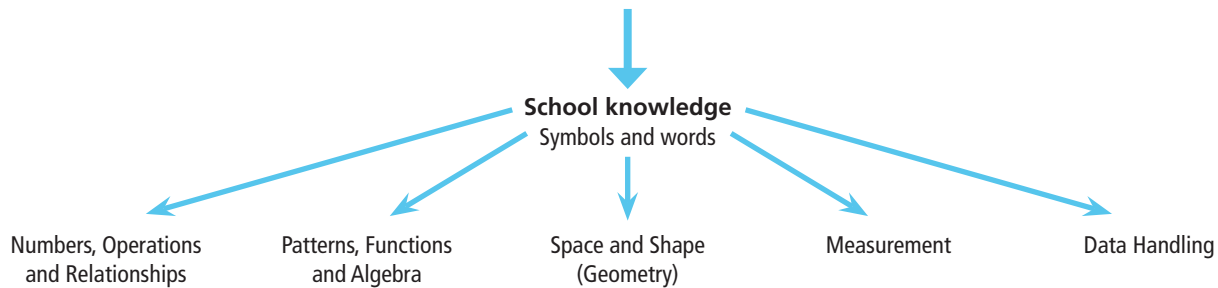 School knowledge
Symbols and words
Numbers, Operations
and Relationships
Patterns, Functions
and Algebra
Space and Shape
(Geometry)
Measurement
Data Handling